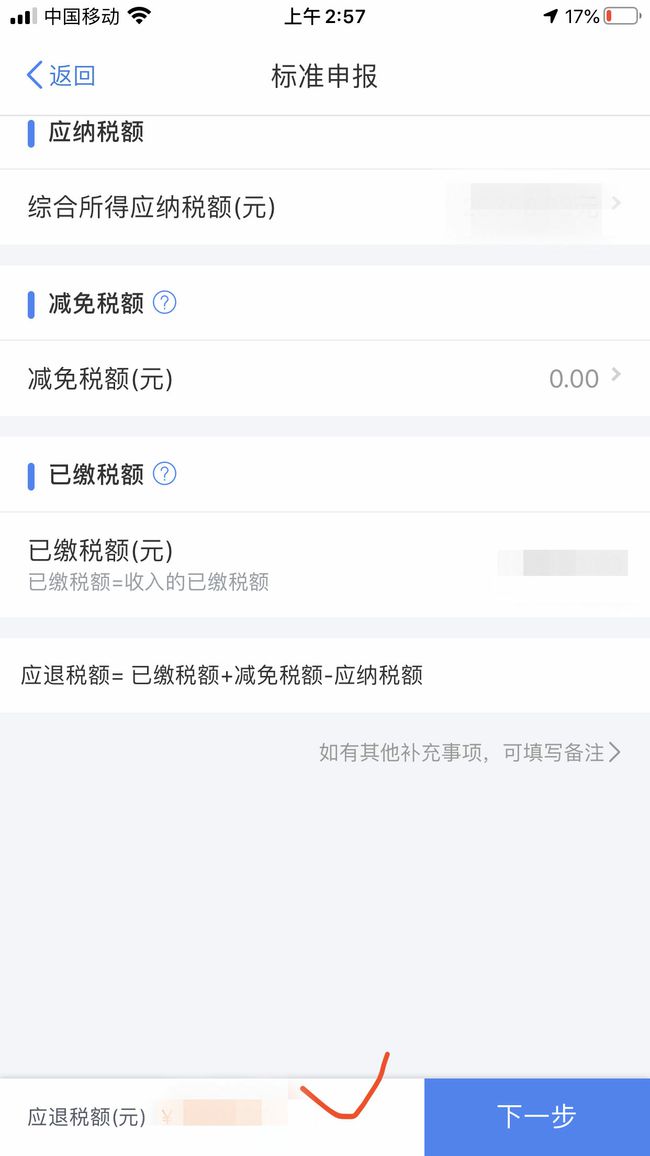 中国移动 上午 2:57 17%
返回 标准申报
应纳税额
综合所得应纳税额(元)
减免税额 ?
减免税额(元) 0.00
已缴税额 ?
已缴税额(元)
已缴税额=收入的已缴税额
应退税额= 已缴税额+减免税额-应纳税额
如有其他补充事项，可填写备注
应退税额(元) ¥ 下一步